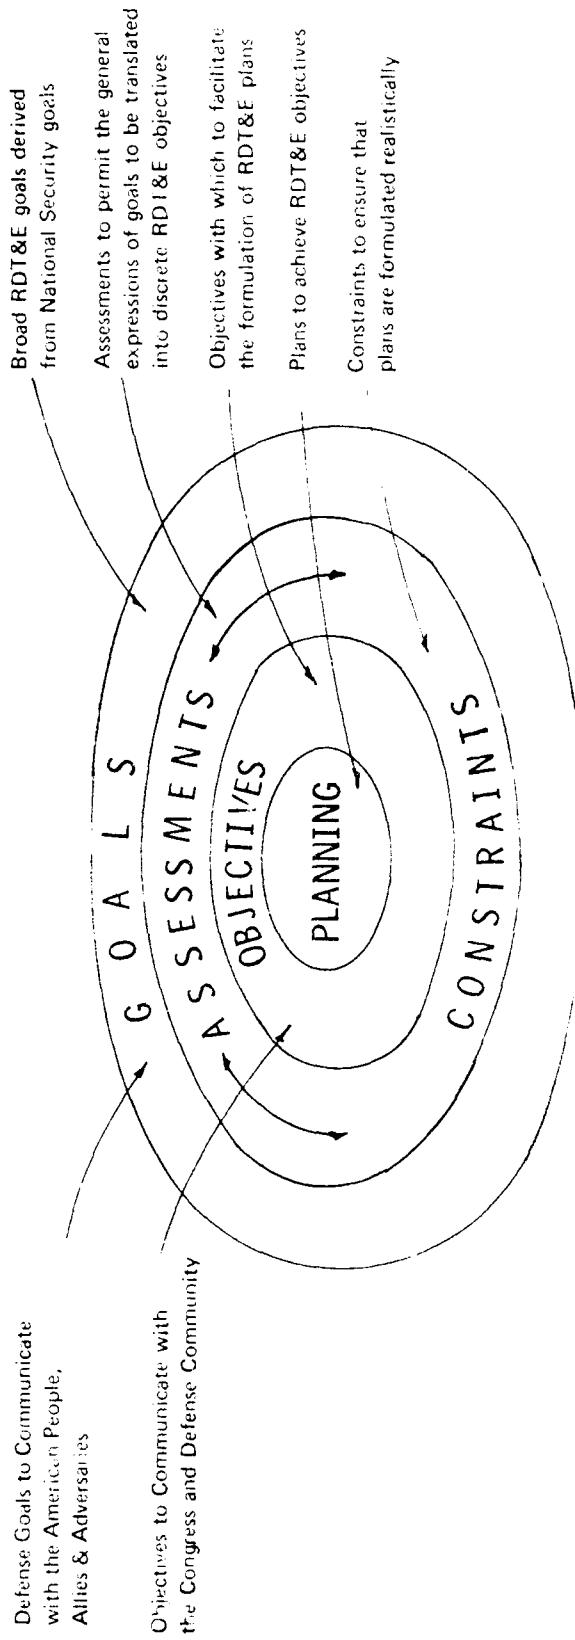 Defense Goals to Communicate
with the American People,
Allies & Adversaries
Objectives to Communicate with
the Congress and Defense Community
GOALS
ASSESSMENTS
OBJECTIVES
PLANNING
CONSTRAINTS
Broad RDT&E goals derived
from National Security goals
Assessments to permit the general
expressions of goals to be translated
into discrete RDT&E objectives
Objectives with which to facilitate
the formulation of RDT&E plans
Plans to achieve RDT&E objectives
Constraints to ensure that
plans are formulated realistically